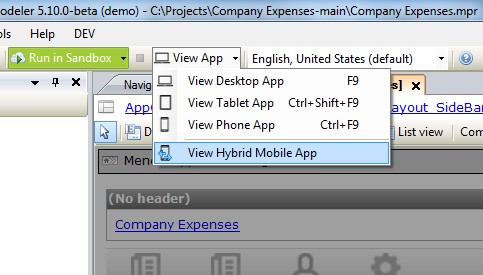 odeler 5.10.0-beta (demo) - C:\Projects\Company Expenses-main\Company Expenses.mpr
ols Help DEV
Run in Sandbox View App English, United States (default)
View Desktop App F9
View Tablet App Ctrl+Shift+F9
View Phone App Ctrl+F9
View Hybrid Mobile App
Navig s]
App ayout_SideBar
D List view
Menu
(No header)
Company Expenses